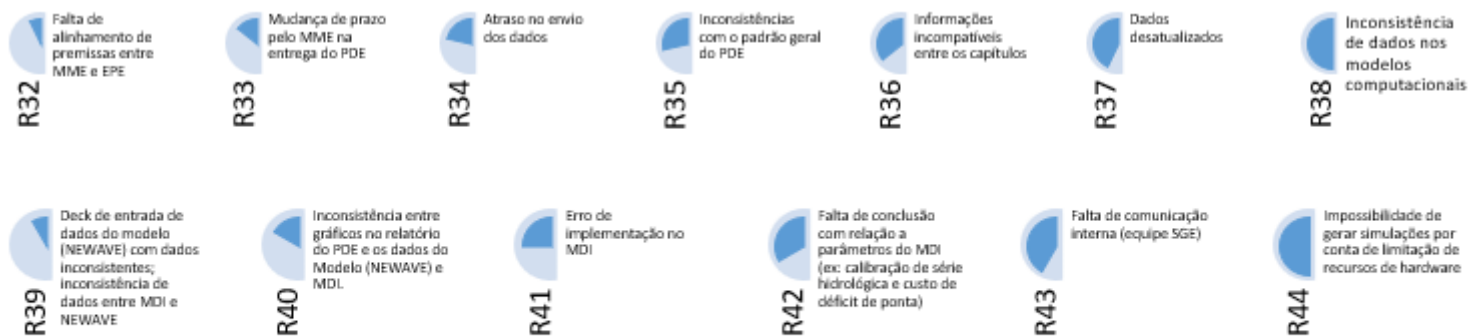 R32
Falta de
alinhamento de
premissas entre
MME e EPE
R33
Mudança de prazo
pelo MME na
entrega do PDE
R34
Atraso no envio
dos dados
R35
Inconsistências
com o padrão geral
do PDE
R36
Informações
incompatíveis
entre os capítulos
R37
Dados
desatualizados
R38
Inconsistência
de dados nos
modelos
computacionais
R39
Deck de entrada de
dados do modelo
(NEWAVE) com dados
inconsistentes;
inconsistência de
dados entre MDI e
NEWAVE
R40
Inconsistência entre
gráficos no relatório
do PDE e os dados do
Modelo (NEWAVE) e
MDI.
R41
Erro de
implementação no
MDI
R42
Falta de conclusão
com relação a
parâmetros do MDI
(ex: calibração de série
hidrológica e custo de
déficit de ponta)
R43
Falta de comunicação
interna (equipe SGE)
R44
Impossibilidade de
gerar simulações por
conta de limitação de
recursos de hardware